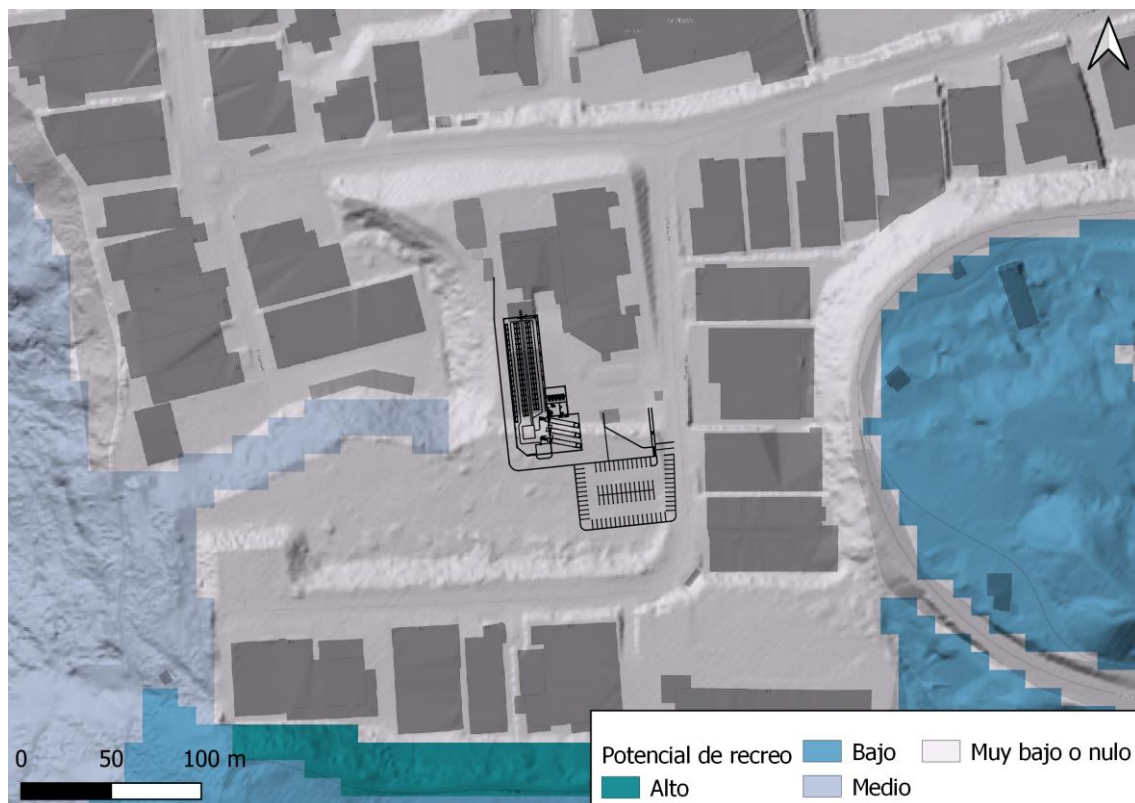 0 50 100 m
Potencial de recreo
Alto
Bajo
Medio
Muy bajo o nulo